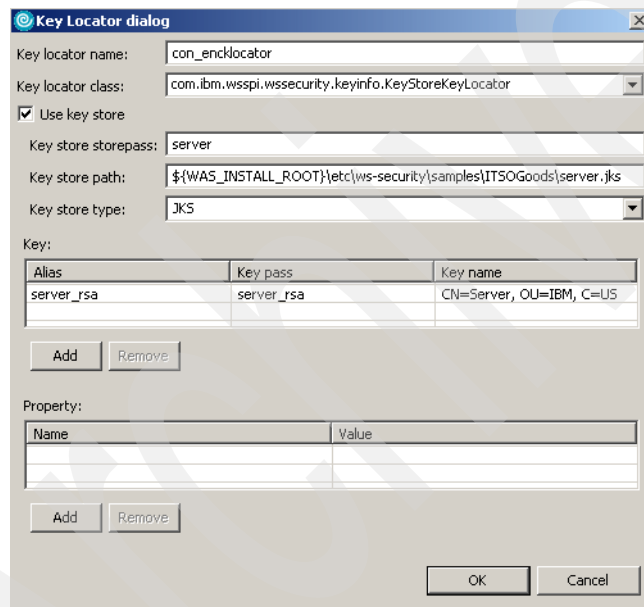 Key Locator dialog
Key locator name: con_encklocator
Key locator class: com.ibm.wsspi.wssecurity.keyinfo.KeyStoreKeyLocator
Use key store
Key store storepass: server
Key store path: ${WAS_INSTALL_ROOT}\etc\ws-security\samples\ITSOGoods\server.jks
Key store type: JKS
Key:
Alias Key pass Key name
server_rsa server_rsa CN=Server, OU=IBM, C=US
Add Remove
Property:
Name Value
Add Remove
OK Cancel